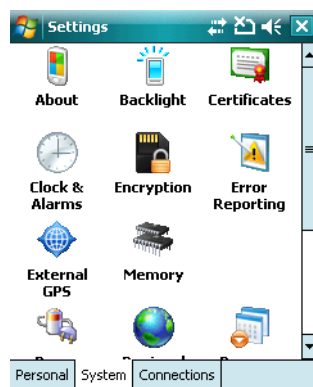 Settings
About Backlight Certificates
Clock & Alarms Encryption Error Reporting
External GPS Memory
Personal System Connections